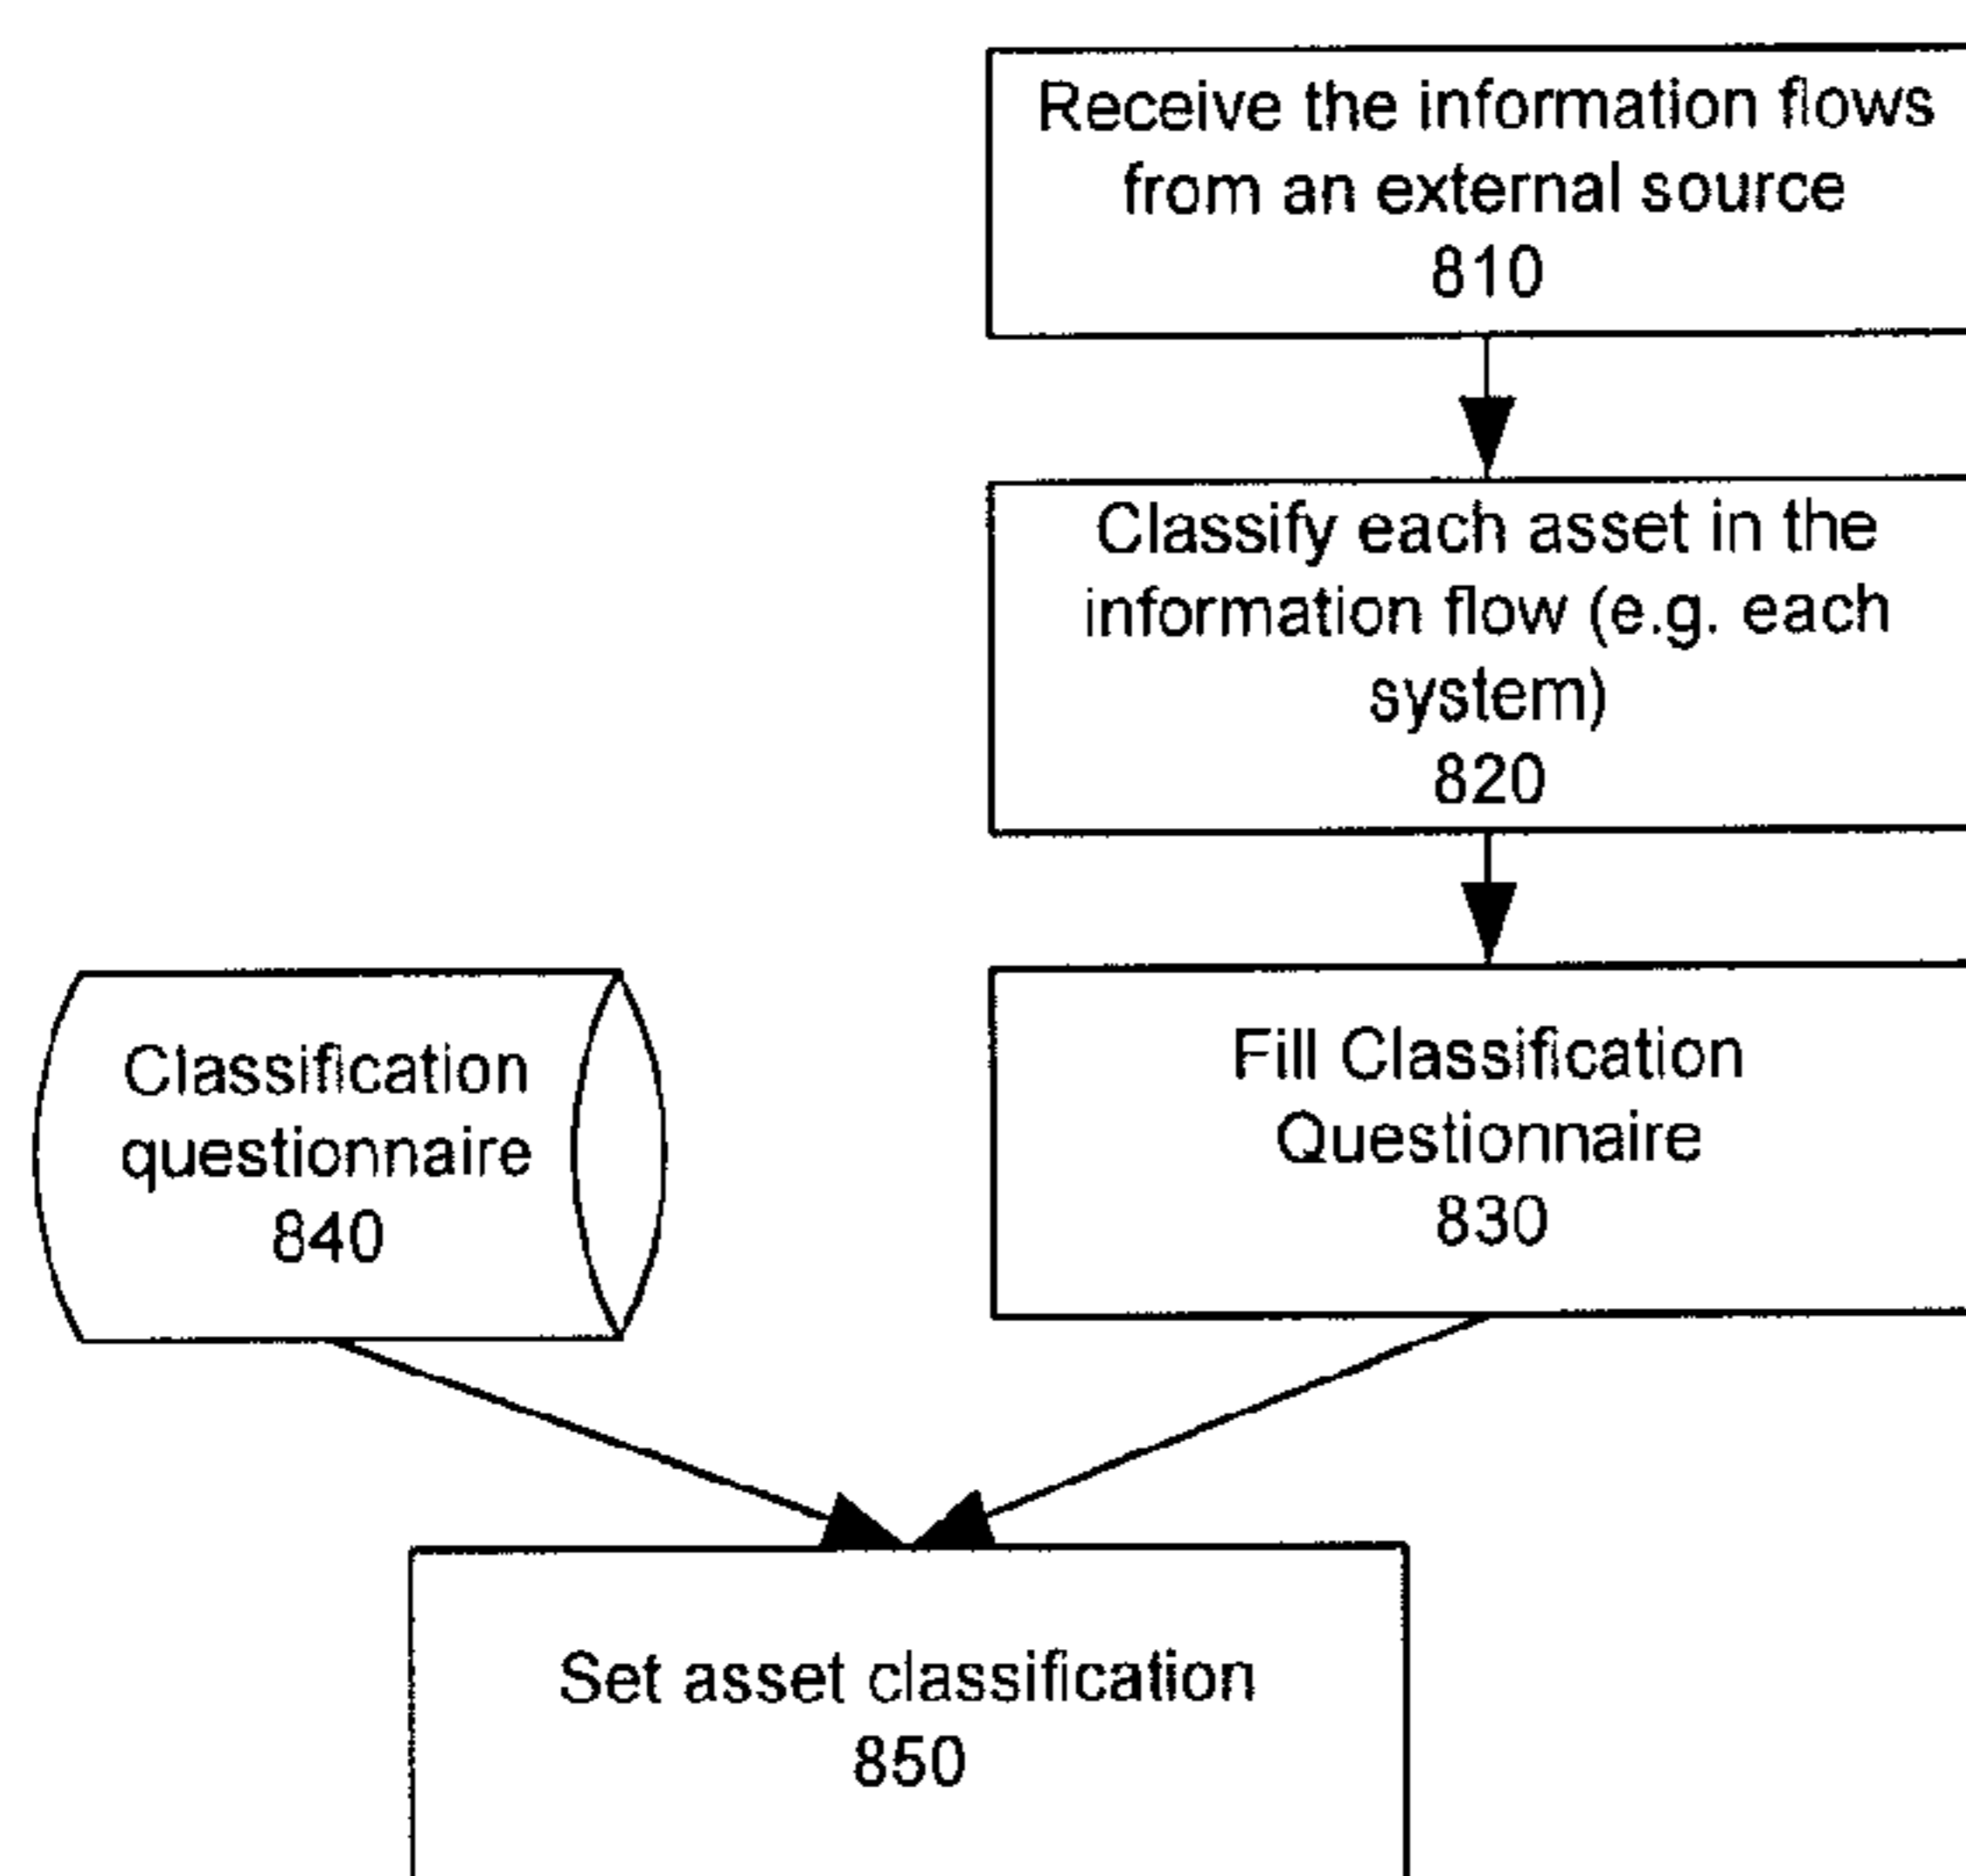 Receive the information flows
from an external source
810
Classify each asset in the
information flow (e.g. each
system)
820
Classification
questionnaire
840
Fill Classification
Questionnaire
830
Set asset classification
850